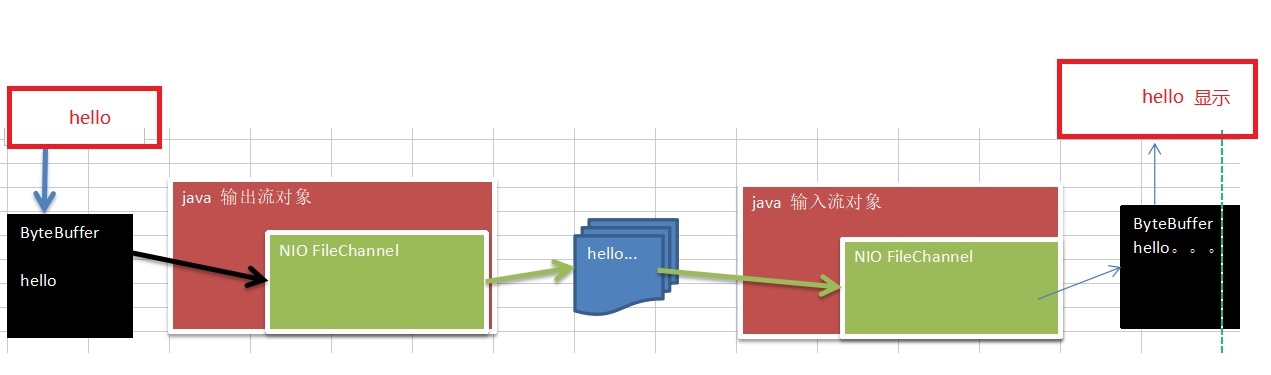 hello
ByteBuffer
hello
java 输出流对象
NIO FileChannel
hello...
java 输入流对象
NIO FileChannel
ByteBuffer
hello。。。
hello 显示